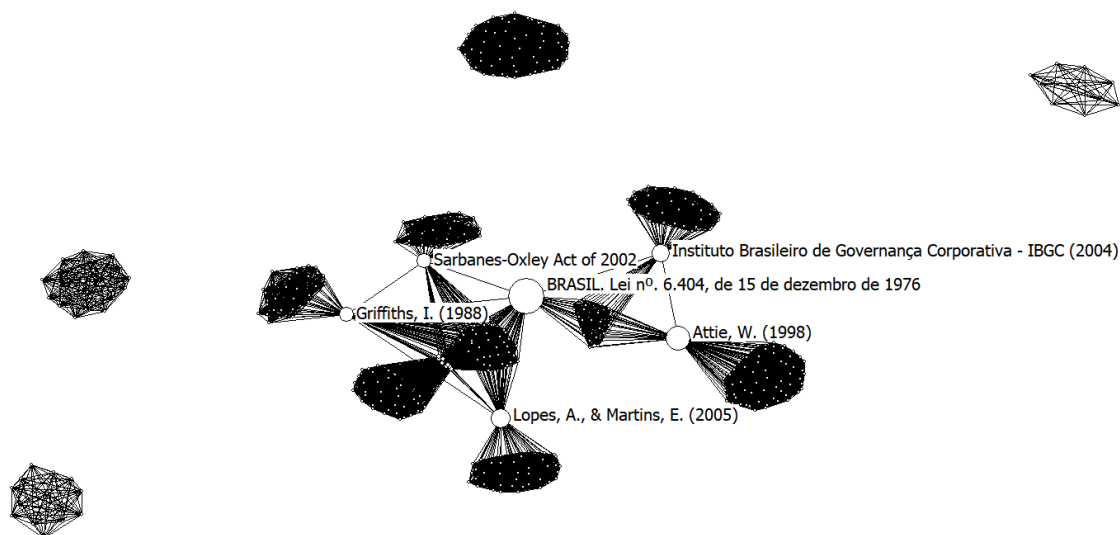 Instituto Brasileiro de Governança Corporativa - IBGC (2004)
Sarbanes-Oxley Act of 2002
BRASIL. Lei nº. 6.404, de 15 de dezembro de 1976
Griffiths, I. (1988)
Attie, W. (1998)
Lopes, A., & Martins, E. (2005)